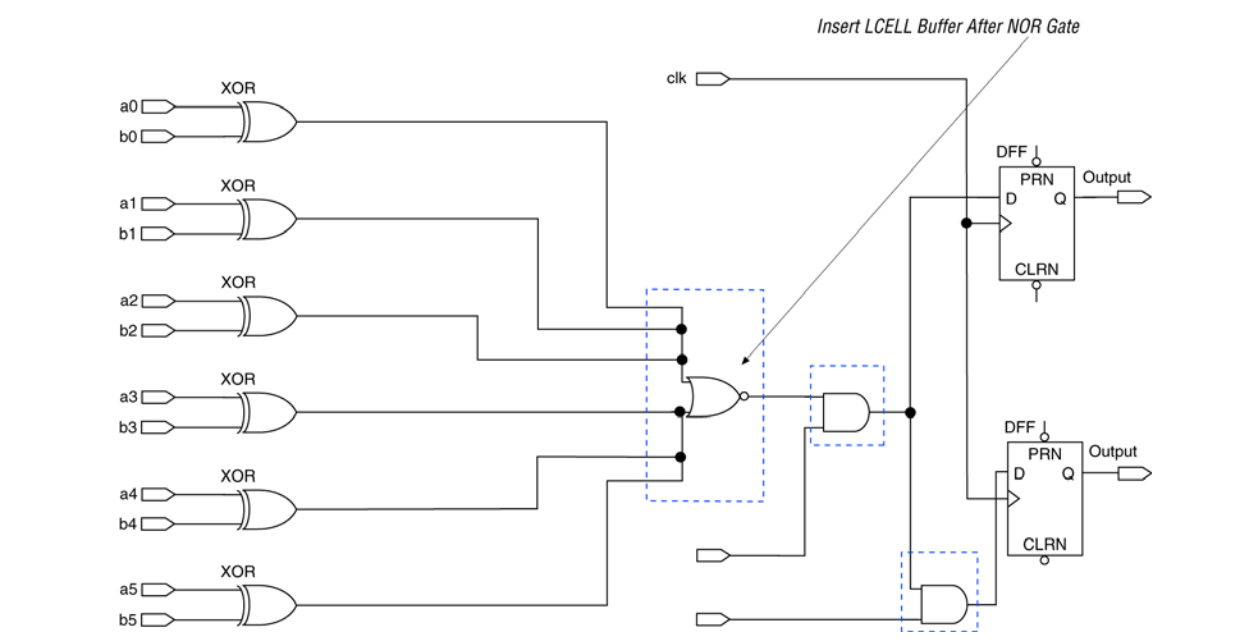 Insert LCELL Buffer After NOR Gate
clk
XOR
a0
b0
XOR
a1
b1
XOR
a2
b2
XOR
a3
b3
XOR
a4
b4
XOR
a5
b5
DFF
PRN
Output
D
Q
CLRN
DFF
PRN
Output
D
Q
CLRN